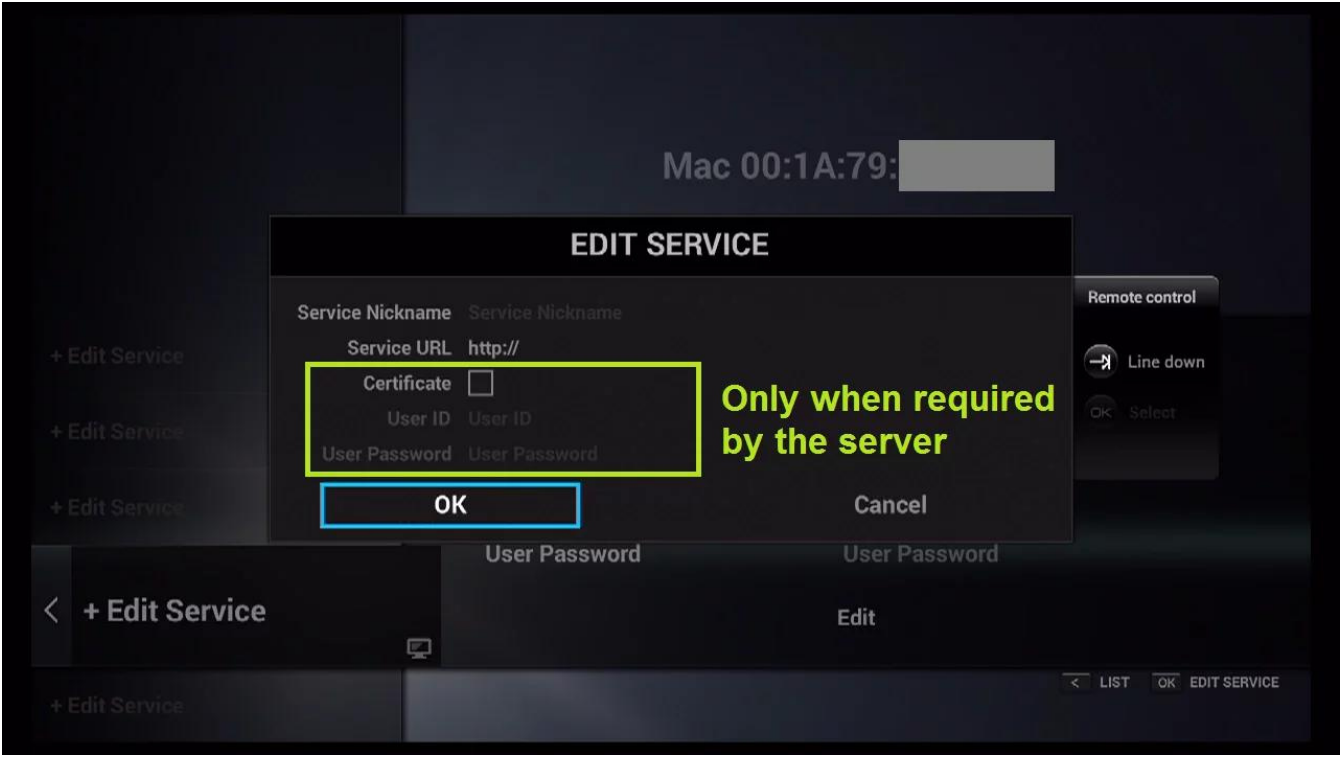 Mac 00:1A:79:
EDIT SERVICE
Service Nickname Service Nickname
Service URL http://
Certificate
User ID User ID
User Password User Password
OK Cancel
Only when required
by the server
Remote control
Line down
OK Select
+ Edit Service
+ Edit Service
+ Edit Service
User Password User Password
< + Edit Service
Edit
< LIST OK EDIT SERVICE
+ Edit Service